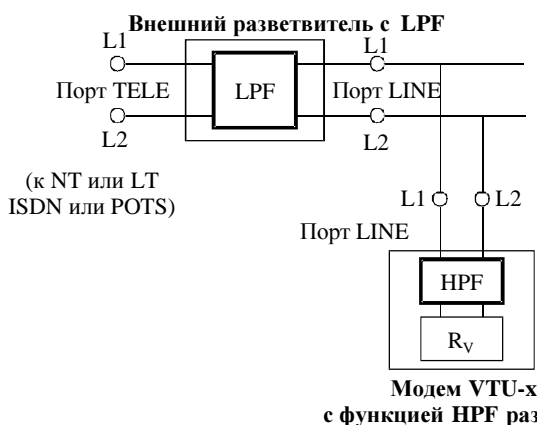 Внешний разветвитель с LPF
L1
L1
Порт TELE
LPF
Порт LINE
L2
L2
(к NT или LT
ISDN или POTS)
L1
L2
Порт LINE
HPF
RV
Модем VTU-x
с функцией HPF раз